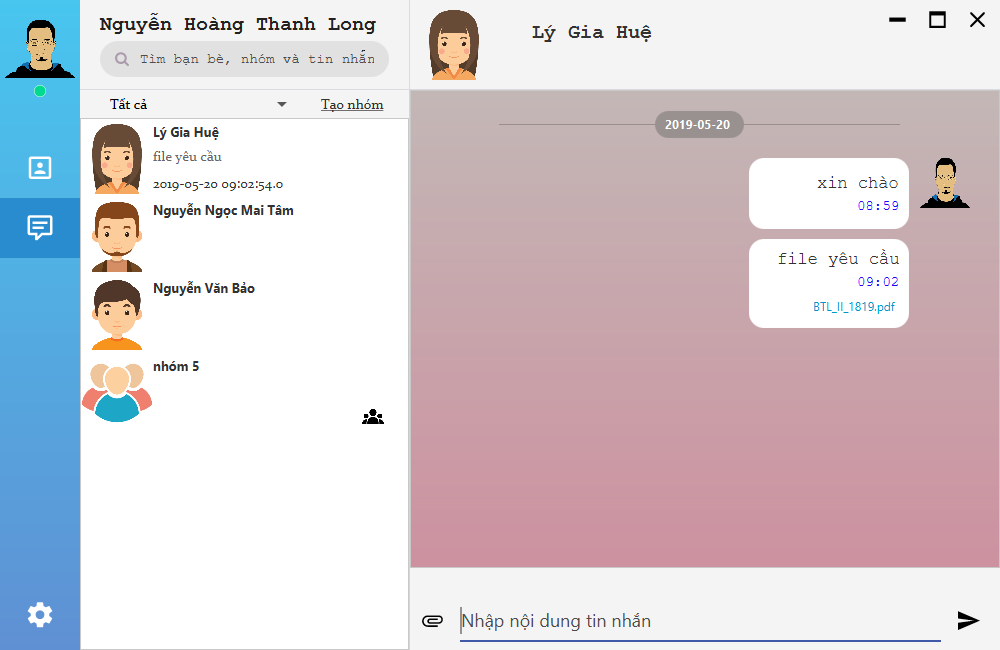 Nguyễn Hoàng Thanh Long
Tìm bạn bè, nhóm và tin nhắn
Tất cả
Tạo nhóm
Lý Gia Huệ
file yêu cầu
2019-05-20 09:02:54.0
Nguyễn Ngọc Mai Tâm
Nguyễn Văn Bảo
nhóm 5
Lý Gia Huệ
2019-05-20
xin chào
08:59
file yêu cầu
09:02
BTL_II_1819.pdf
Nhập nội dung tin nhắn